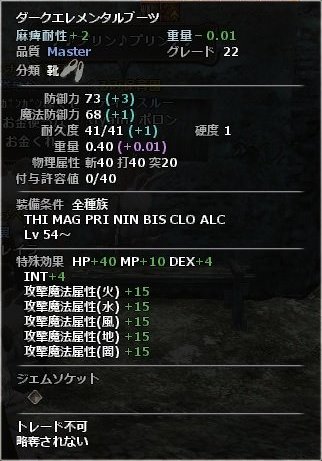 ダークエレメンタルブーツ
麻痺耐性+2 重量-0.01
品質 Master グレード 22
分類 靴
防御力 73 (+3)
魔法防御力 68 (+1)
耐久度 41/41 (+1) 硬度 1
重量 0.40 (+0.01)
物理属性 斬40 打40 突20
付与許容値 0/40
装備条件 全種族
THI MAG PRI NIN BIS CLO ALC
Lv 54~
特殊効果 HP+40 MP+10 DEX+4
INT+4
攻撃魔法属性(火) +15
攻撃魔法属性(水) +15
攻撃魔法属性(風) +15
攻撃魔法属性(地) +15
攻撃魔法属性(固) +15
ジェムソケット
トレード不可
略奪されない